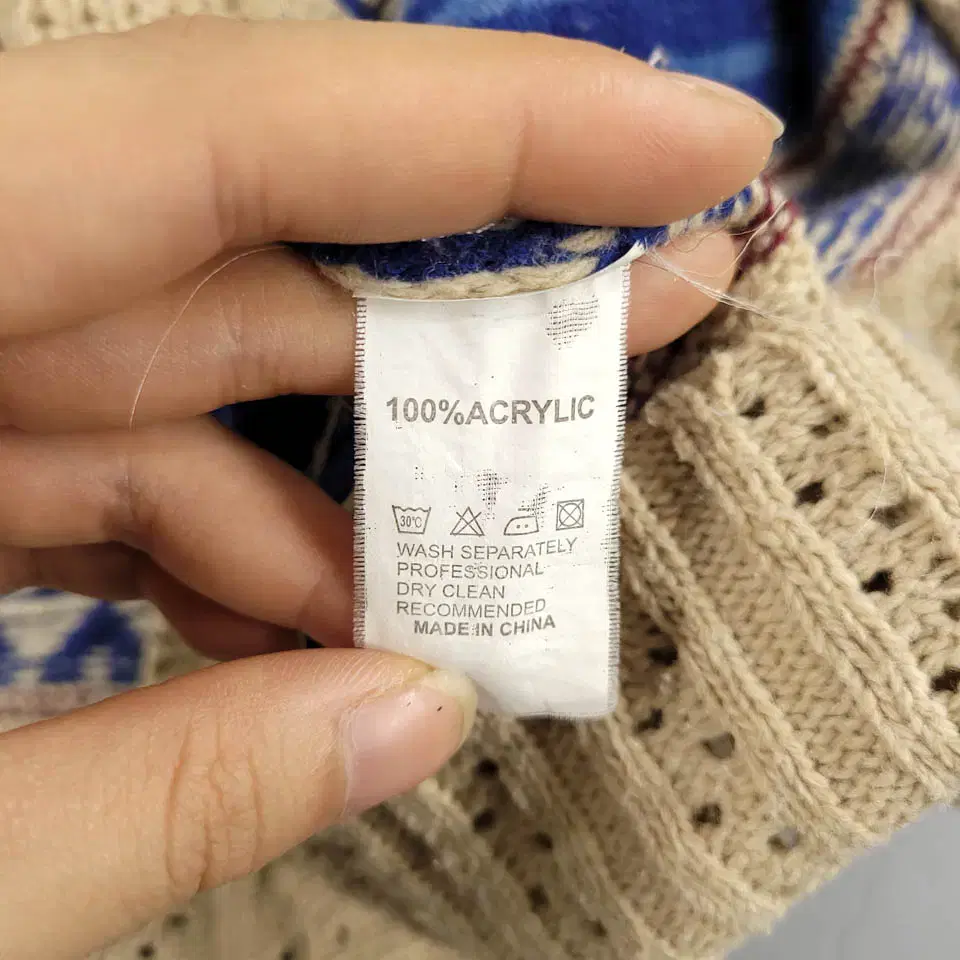 100%ACRYLIC
30°C
WASH SEPARATELY
PROFESSIONAL
DRY CLEAN
RECOMMENDED
MADE IN CHINA